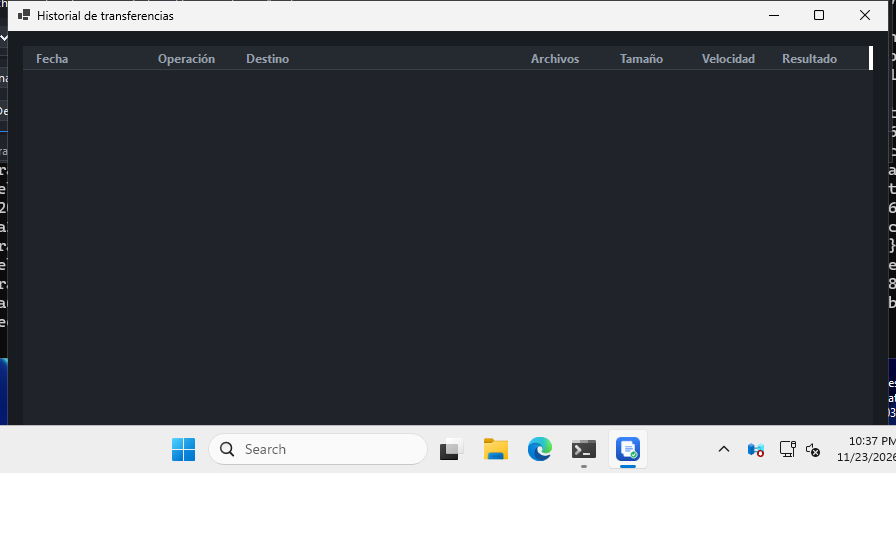 Historial de transferencias
Fecha Operación Destino Archivos Tamaño Velocidad Resultado
Search
10:37 PM
11/23/2026